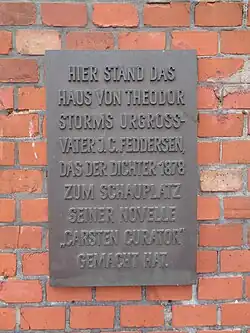 HIER STAND DAS
HAUS VON THEODOR
STORMS URGROSS-
VATER J. C. FEDDERSEN,
DAS DER DICHTER 1878
ZUM SCHAUPLATZ
SEINER NOVELLE
„CARSTEN CURATOR"
GEMACHT HAT.